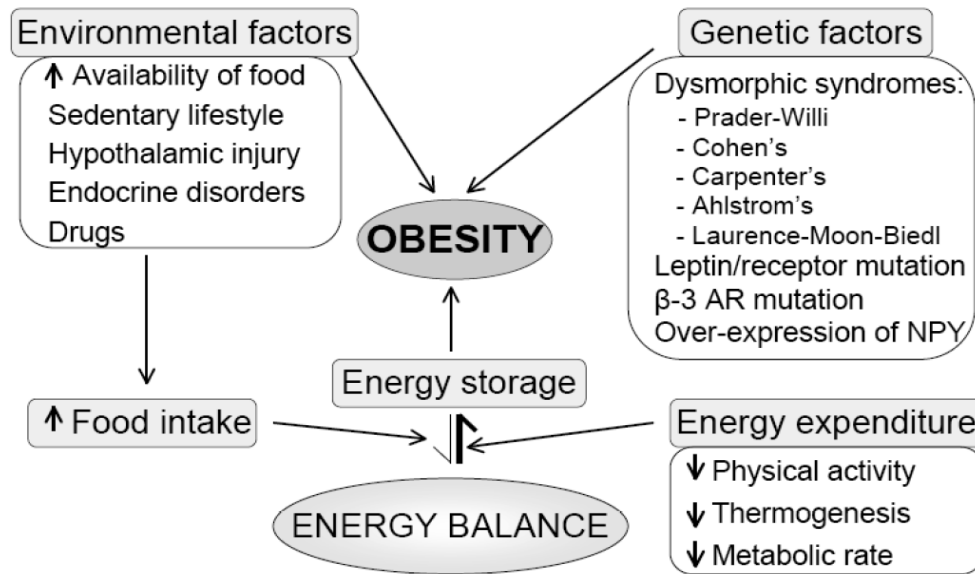 Environmental factors
↑ Availability of food
Sedentary lifestyle
Hypothalamic injury
Endocrine disorders
Drugs
Genetic factors
Dysmorphic syndromes:
- Prader-Willi
- Cohen's
- Carpenter's
- Ahlstrom's
- Laurence-Moon-Biedl
Leptin/receptor mutation
β-3 AR mutation
Over-expression of NPY
OBESITY
Energy storage
↑ Food intake
Energy expenditure
↓ Physical activity
↓ Thermogenesis
↓ Metabolic rate
ENERGY BALANCE